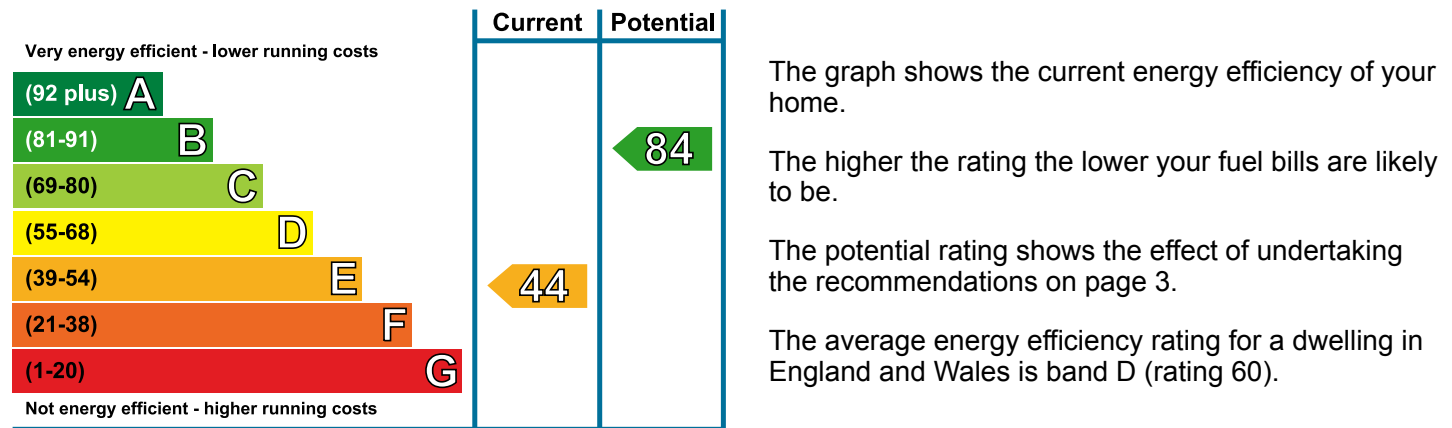 Current Potential
Very energy efficient - lower running costs
(92 plus) A
(81-91) B
84
(69-80) C
(55-68) D
(39-54) E
44
(21-38) F
(1-20) G
Not energy efficient - higher running costs
The graph shows the current energy efficiency of your
home.
The higher the rating the lower your fuel bills are likely
to be.
The potential rating shows the effect of undertaking
the recommendations on page 3.
The average energy efficiency rating for a dwelling in
England and Wales is band D (rating 60).